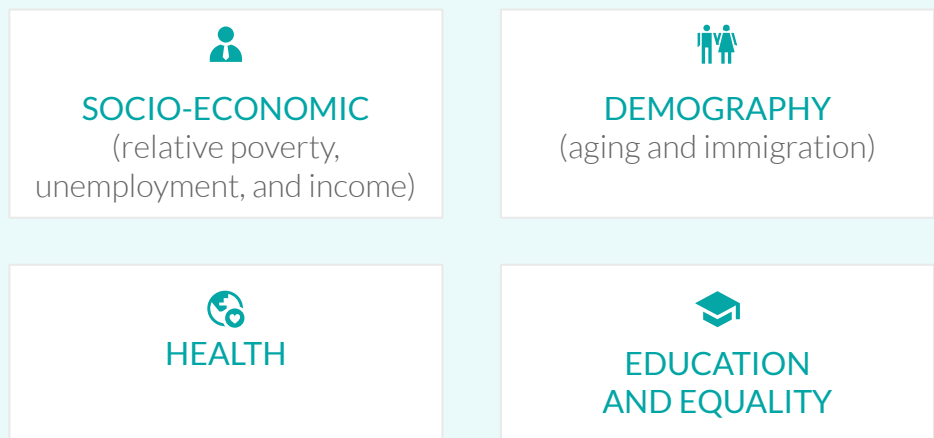 SOCIO-ECONOMIC
(relative poverty,
unemployment, and income)
DEMOGRAPHY
(aging and immigration)
HEALTH
EDUCATION
AND EQUALITY